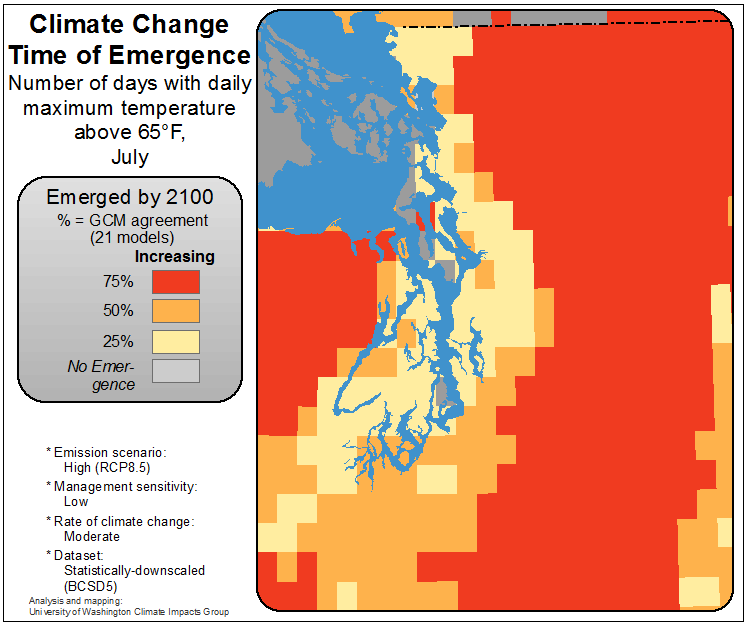 Climate Change
Time of Emergence
Number of days with daily
maximum temperature
above 65°F,
July
Emerged by 2100
% = GCM agreement
(21 models)
Increasing
75%
50%
25%
No Emer-
gence
* Emission scenario:
High (RCP8.5)
* Management sensitivity:
Low
* Rate of climate change:
Moderate
* Dataset:
Statistically-downscaled
(BCSD5)
Analysis and mapping:
University of Washington Climate Impacts Group